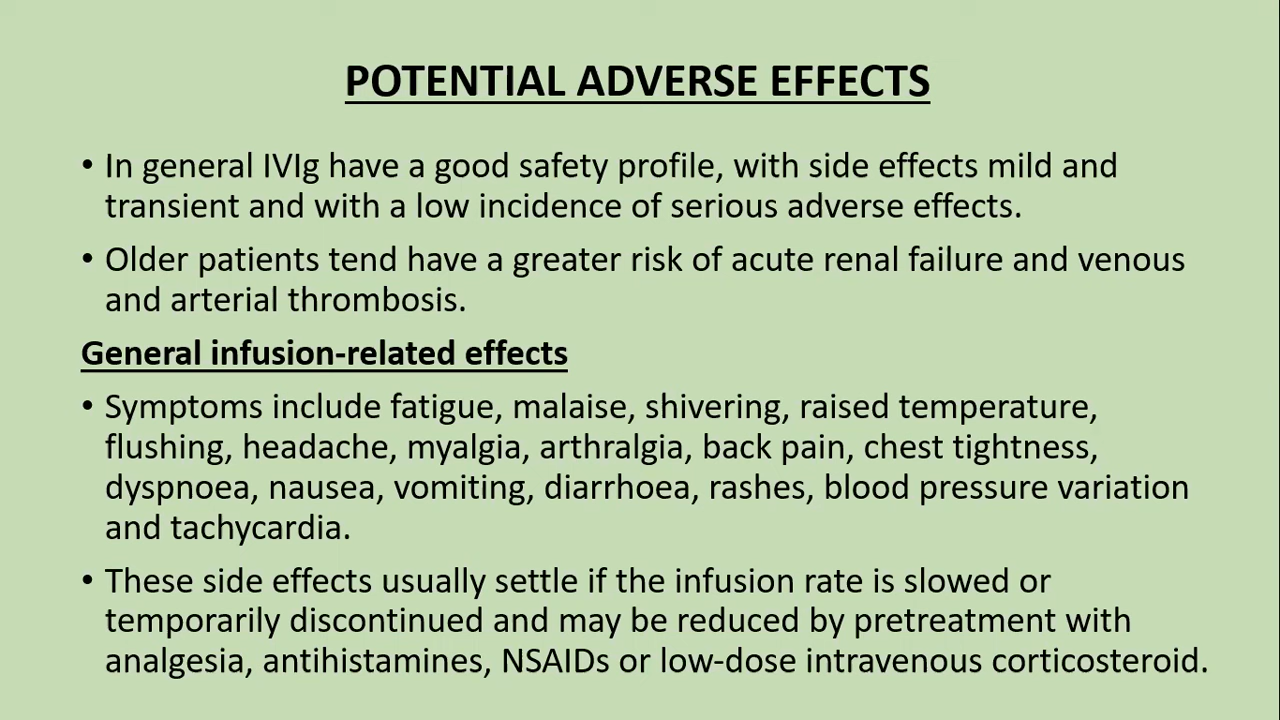 POTENTIAL ADVERSE EFFECTS
• In general IVIg have a good safety profile, with side effects mild and
transient and with a low incidence of serious adverse effects.
• Older patients tend have a greater risk of acute renal failure and venous
and arterial thrombosis.
General infusion-related effects
• Symptoms include fatigue, malaise, shivering, raised temperature,
flushing, headache, myalgia, arthralgia, back pain, chest tightness,
dyspnoea, nausea, vomiting, diarrhoea, rashes, blood pressure variation
and tachycardia.
• These side effects usually settle if the infusion rate is slowed or
temporarily discontinued and may be reduced by pretreatment with
analgesia, antihistamines, NSAIDs or low-dose intravenous corticosteroid.